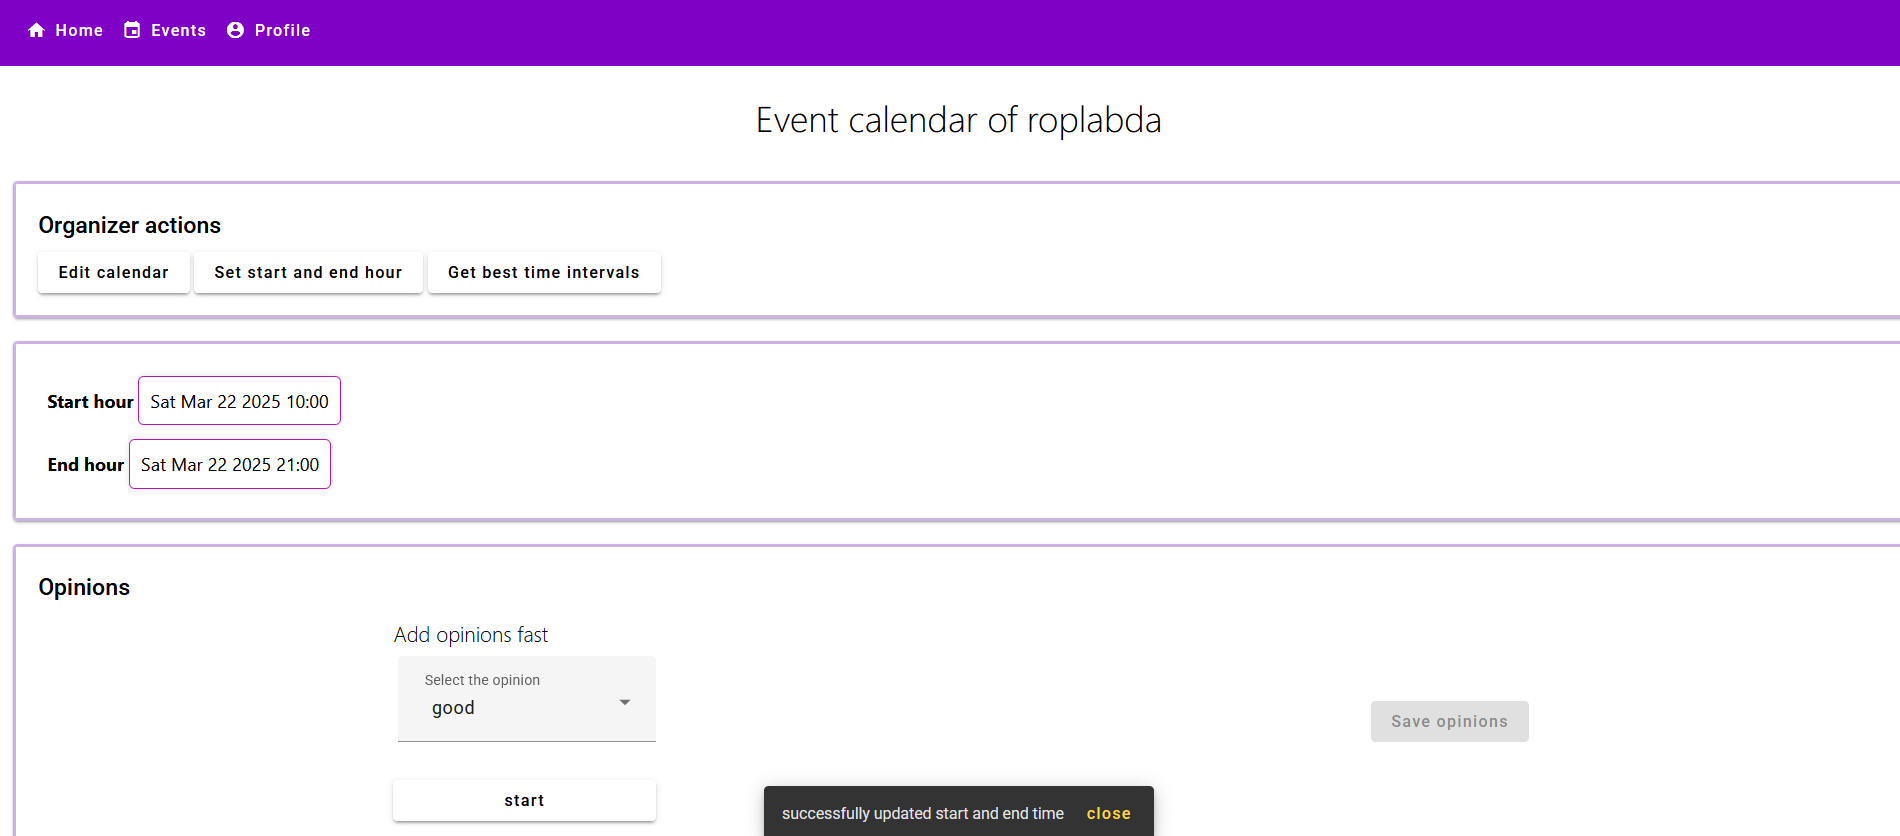 Home Events Profile
Event calendar of roplabda
Organizer actions
Edit calendar Set start and end hour Get best time intervals
Start hour Sat Mar 22 2025 10:00
End hour Sat Mar 22 2025 21:00
Opinions
Add opinions fast
Select the opinion
good
Save opinions
start
successfully updated start and end time close